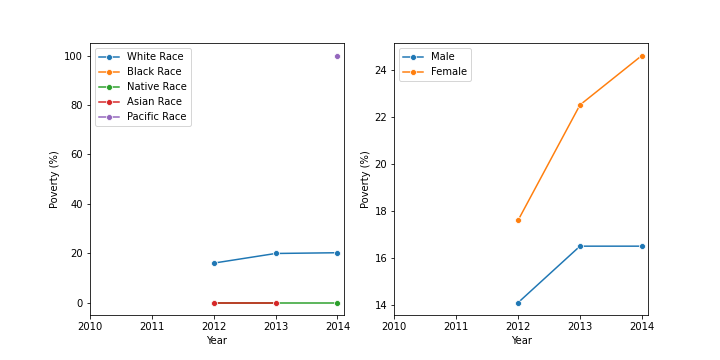 White Race
Black Race
Native Race
Asian Race
Pacific Race
Poverty (%)
100
80
60
40
20
0
2010 2011 2012 2013 2014
Year
Male
Female
Poverty (%)
24
22
20
18
16
14
2010 2011 2012 2013 2014
Year